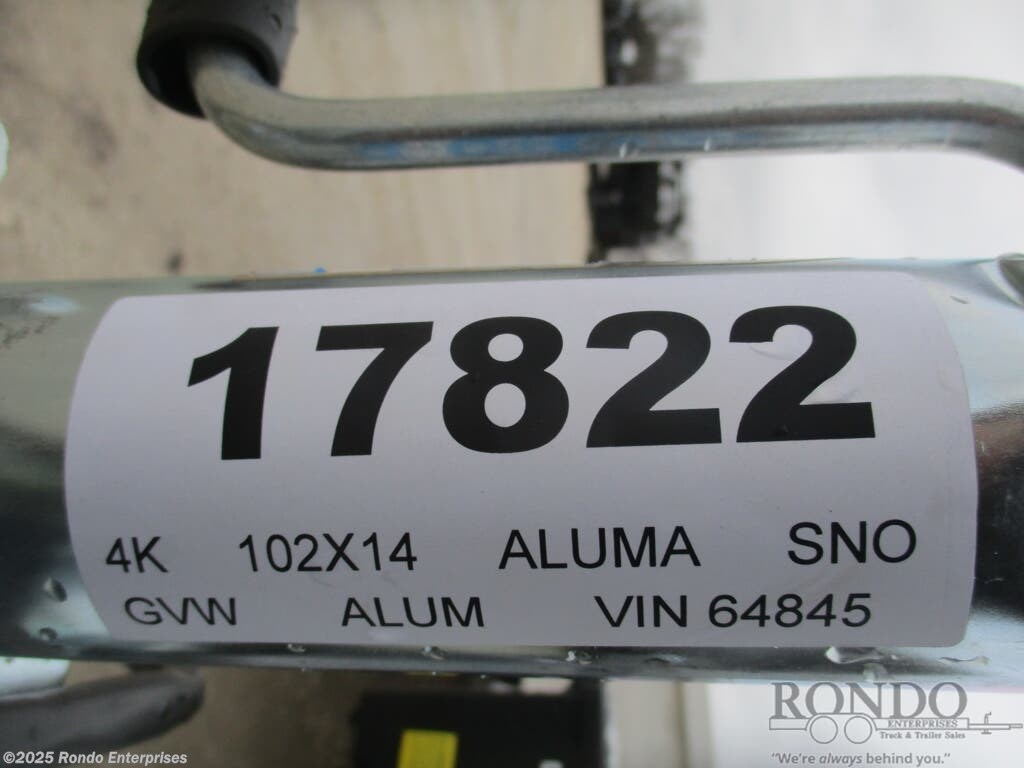 17822
4K 102X14 ALUMA SNO
GVW ALUM VIN 64845
RONDO
ENTERPRISES
Truck & Trailer Sales
"We're always behind you."
©2025 Rondo Enterprises